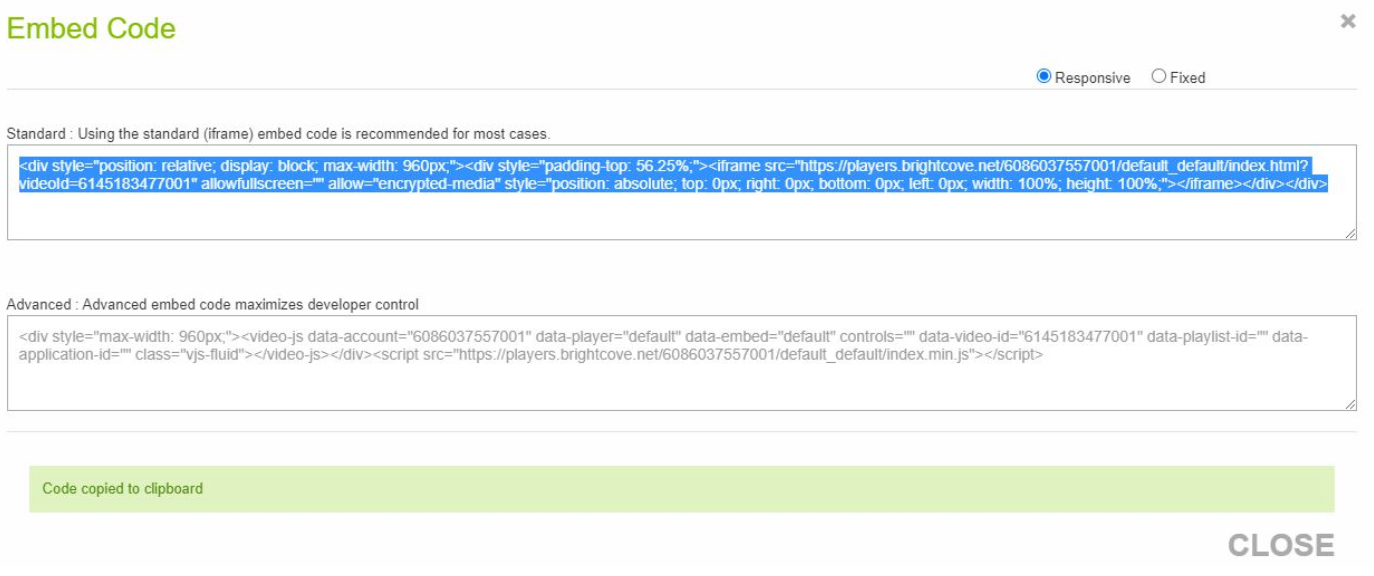 Embed Code
Responsive Fixed
Standard : Using the standard (iframe) embed code is recommended for most cases.
<div style="position: relative; display: block; max-width: 960px;"><div style="padding-top: 56.25%;"><iframe src="https://players.brightcove.net/6086037557001/default_default/index.html?
videoId=6145183477001" allowfullscreen="" allow="encrypted-media" style="position: absolute; top: 0px; right: 0px; bottom: 0px; left: 0px; width: 100%; height: 100%;"></iframe></div></div>
Advanced : Advanced embed code maximizes developer control
<div style="max-width: 960px;"><video-js data-account="6086037557001" data-player="default" data-embed="default" controls="" data-video-id="6145183477001" data-playlist-id="" data-
application-id="" class="vjs-fluid"></video-js></div><script src="https://players.brightcove.net/6086037557001/default_default/index.min.js"></script>
Code copied to clipboard
CLOSE